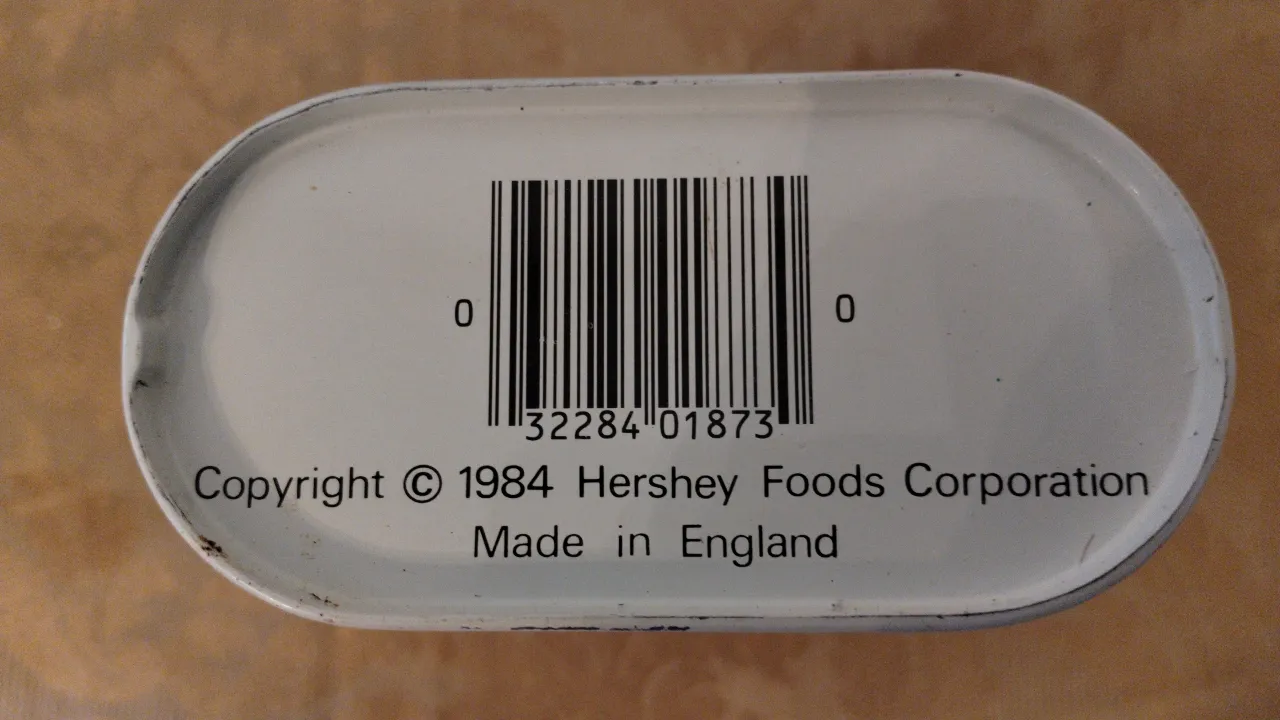 0 32284 01873 0
Copyright © 1984 Hershey Foods Corporation
Made in England